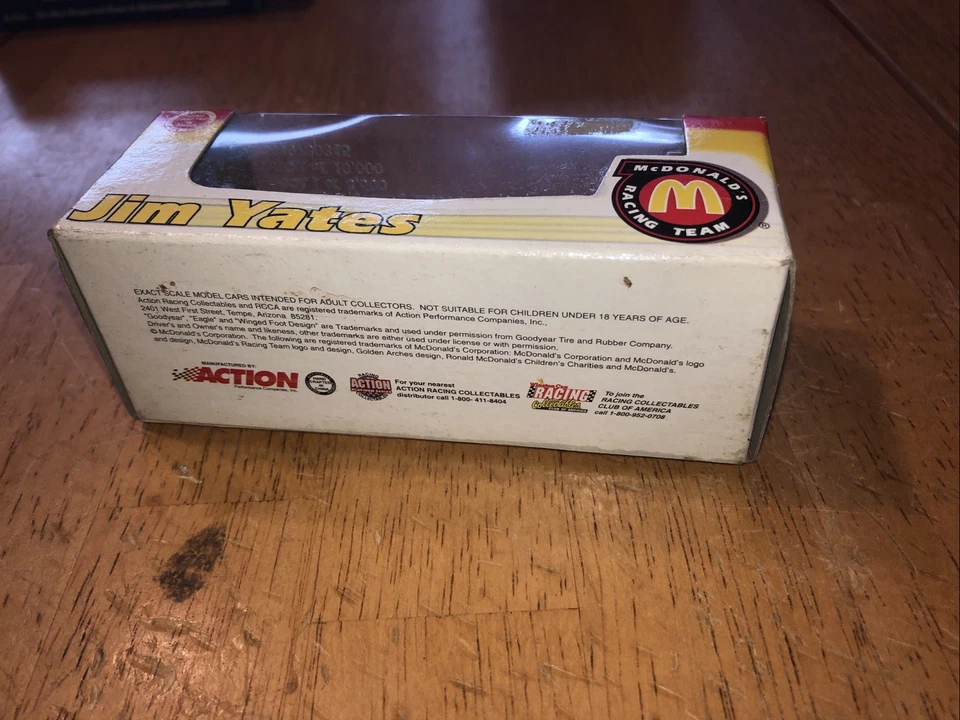 Jim Yates
McDONALD'S
RACING TEAM
®
EXACT SCALE MODEL CARS INTENDED FOR ADULT COLLECTORS. NOT SUITABLE FOR CHILDREN UNDER 18 YEARS OF AGE.
Action Racing Collectables and RCCA are registered trademarks of Action Performance Companies, Inc.,
2401 West First Street, Tempe, Arizona 85281.
"Goodyear", "Eagle" and "Winged Foot Design" are Trademarks and used under permission from Goodyear Tire and Rubber Company.
Driver's and Owner's name and likeness, other trademarks are either used under license or with permission.
© McDonald's Corporation. The following are registered trademarks of McDonald's Corporation: McDonald's Corporation and McDonald's logo
and design, McDonald's Racing Team logo and design, Golden Arches design, Ronald McDonald's Children's Charities and McDonald's.
MANUFACTURED BY:
ACTION
Performance Companies, Inc.
RACING
ACTION
For your nearest
ACTION RACING COLLECTABLES
distributor call 1-800- 411-8404
RACING
Collectables
To join the
RACING COLLECTABLES
CLUB OF AMERICA
call 1-800-952-0708